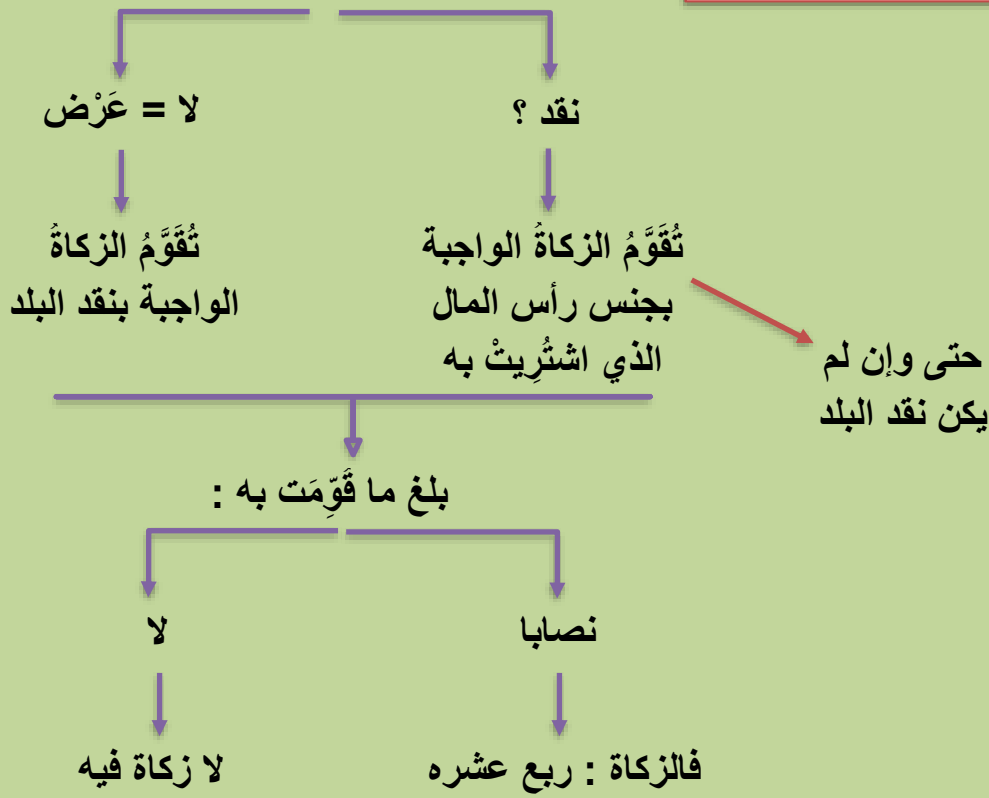 نقد ؟
لا = عَرْض
تُقَوَّمُ الزكاةُ الواجبة
بجنس رأس المال
الذي اشتُرِيتْ به
حتى وإن لم
يكن نقد البلد
تُقَوَّمُ الزكاةُ
الواجبة بنقد البلد
بلغ ما قُوِّمَت به :
نصابا
لا
فالزكاة : ربع عشره
لا زكاة فيه